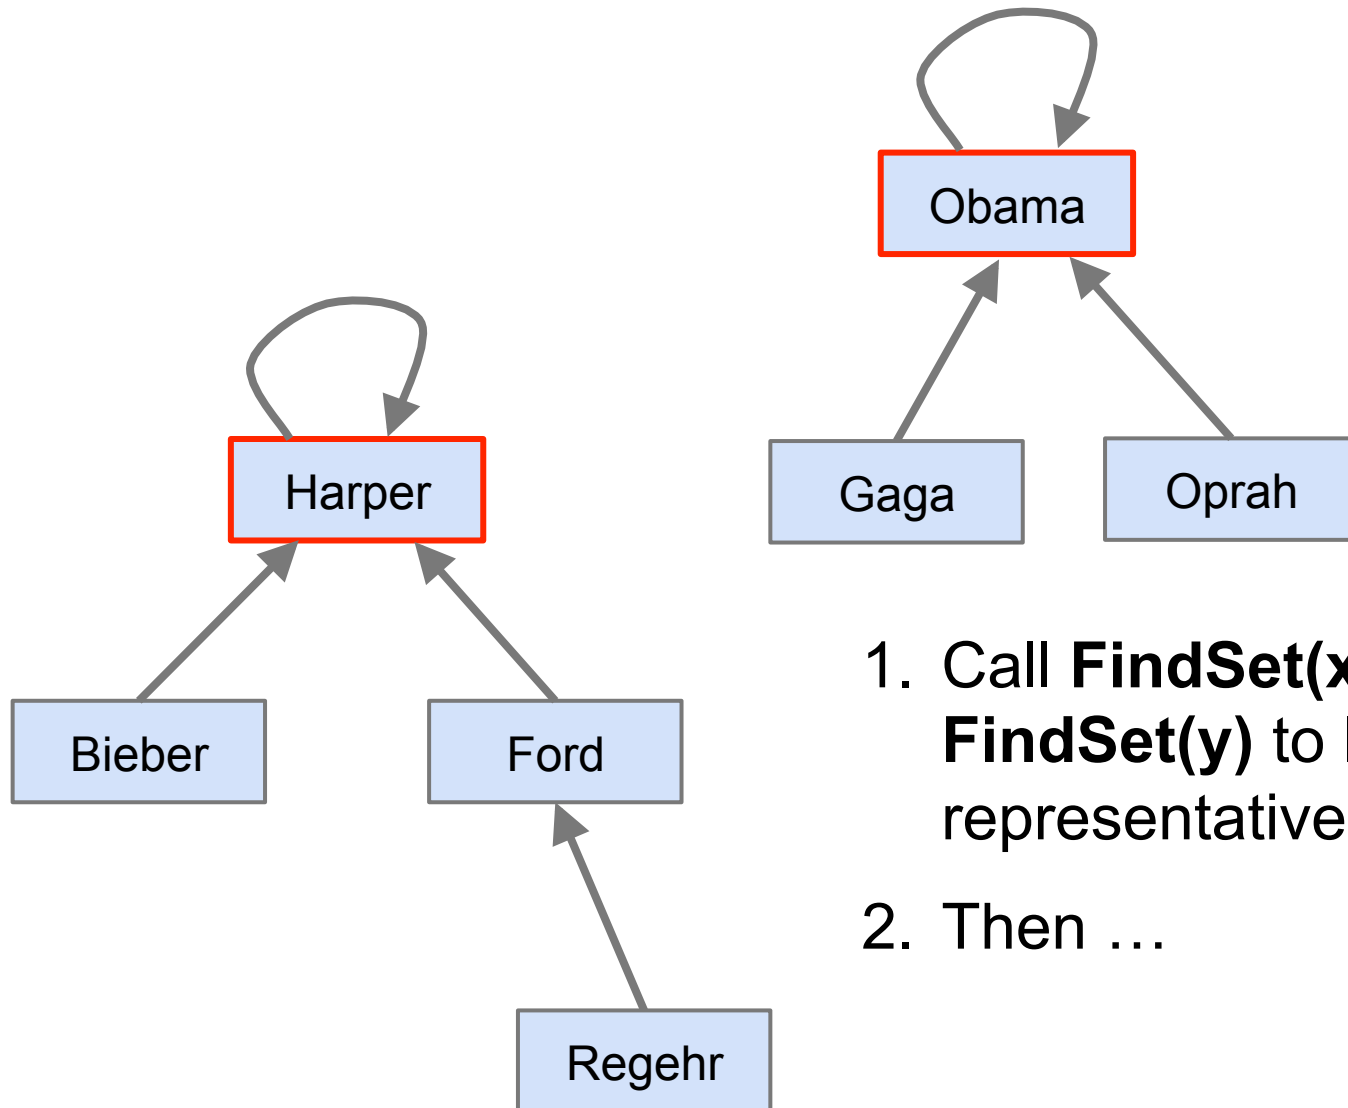 Obama
Harper
Gaga
Oprah
Bieber
Ford
Regehr
1. Call FindSet(x
FindSet(y) to
representative
2. Then …